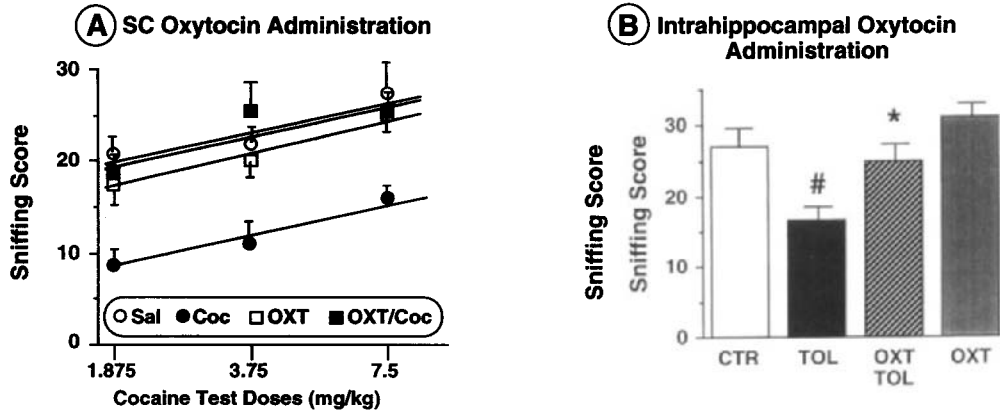 A SC Oxytocin Administration
30
20
10
0
Sniffing Score
Sal Coc OXT OXT/Coc
1.875 3.75 7.5
Cocaine Test Doses (mg/kg)
B Intrahippocampal Oxytocin
Administration
Sniffing Score
Sniffing Score
30
20
10
0
#
*
CTR TOL OXT OXT
TOL